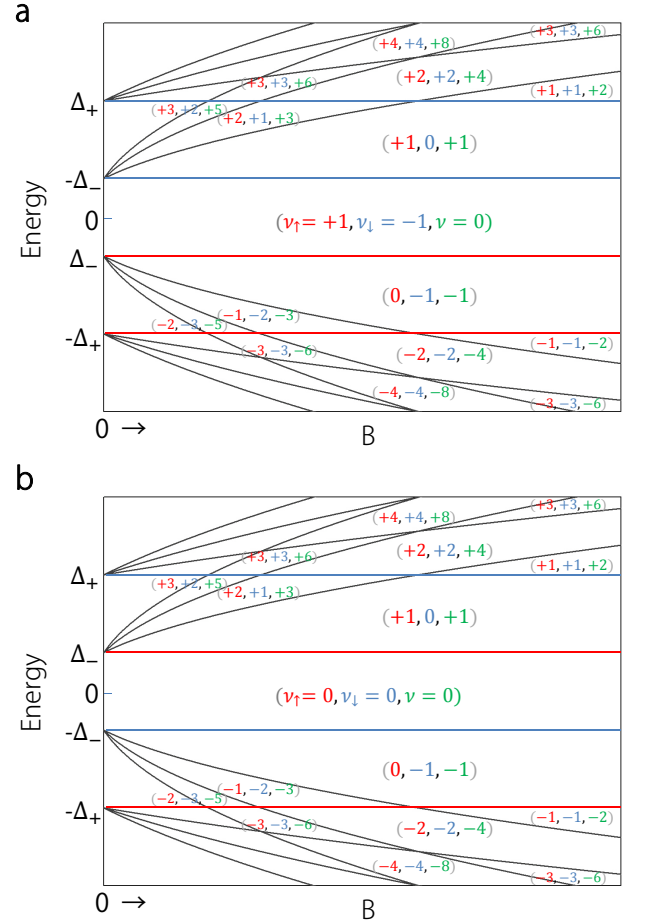 a
(+4, +4, +8)
(+3, +3, +6)
(+3, +3, +6)
(+2, +2, +4)
(+1, +1, +2)
Δ₊
(+3, +2, +5)
(+2, +1, +3)
(+1, 0, +1)
-Δ₋
Energy
0
(ν↑= +1, ν↓ = −1, ν = 0)
Δ₋
(0, −1, −1)
(−1, −2, −3)
(−2, −3, −5)
-Δ₊
(−1, −1, −2)
(−3, −3, −6)
(−2, −2, −4)
(−4, −4, −8)
(−3, −3, −6)
0 →
B
b
(+4, +4, +8)
(+3, +3, +6)
(+3, +3, +6)
(+2, +2, +4)
(+1, +1, +2)
Δ₊
(+3, +2, +5)
(+2, +1, +3)
(+1, 0, +1)
Δ₋
Energy
0
(ν↑= 0, ν↓ = 0, ν = 0)
-Δ₋
(0, −1, −1)
(−1, −2, −3)
(−2, −3, −5)
-Δ₊
(−1, −1, −2)
(−3, −3, −6)
(−2, −2, −4)
(−4, −4, −8)
(−3, −3, −6)
0 →
B